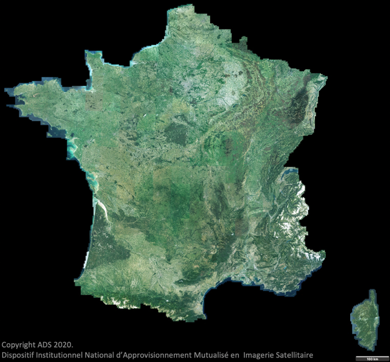 Copyright ADS 2020.
Dispositif Institutionnel National d'Approvisionnement Mutualisé en Imagerie Satellitaire